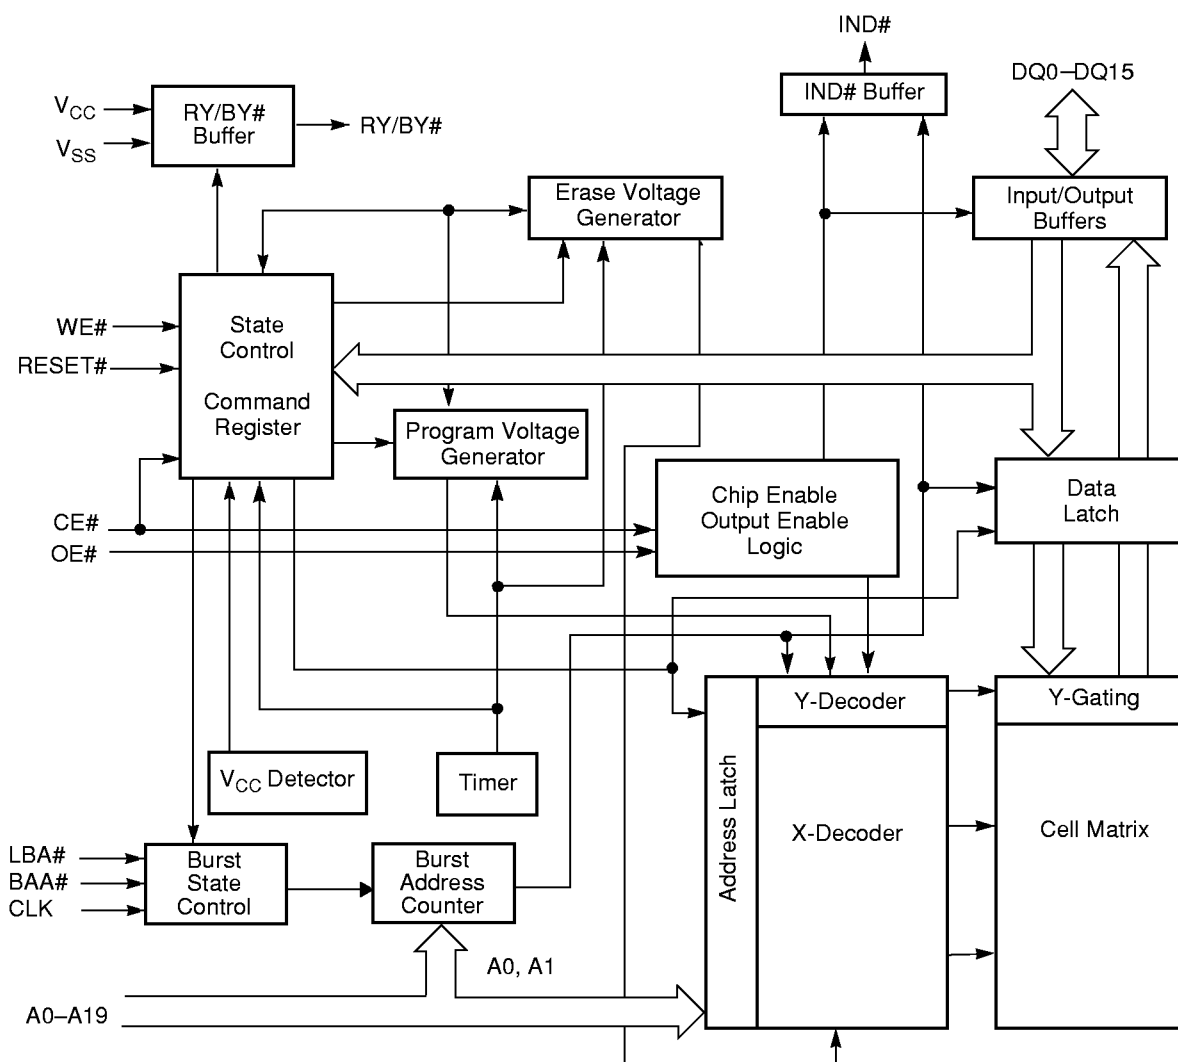 IND#
IND# Buffer
DQ0–DQ15
VCC
VSS
RY/BY#
Buffer
RY/BY#
Erase Voltage
Generator
Input/Output
Buffers
WE#
RESET#
State
Control
Command
Register
Program Voltage
Generator
CE#
OE#
Chip Enable
Output Enable
Logic
Data
Latch
Y-Decoder
Y-Gating
VCC Detector
Timer
Address Latch
X-Decoder
Cell Matrix
LBA#
BAA#
CLK
Burst
State
Control
Burst
Address
Counter
A0, A1
A0–A19